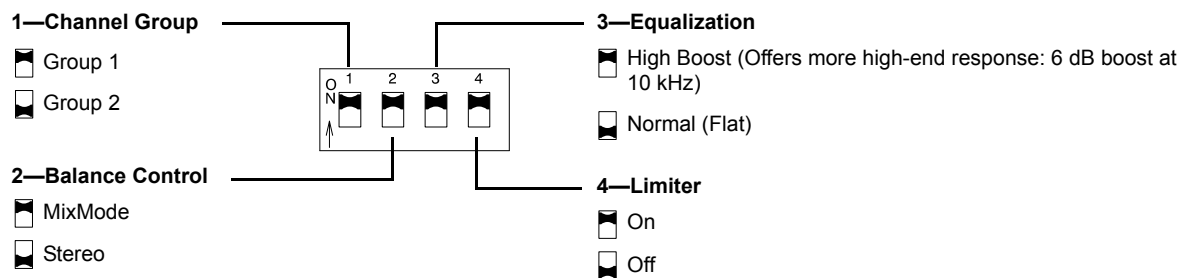 1—Channel Group
Group 1
Group 2
2—Balance Control
MixMode
Stereo
ON
1 2 3 4
3—Equalization
High Boost (Offers more high-end response: 6 dB boost at
10 kHz)
Normal (Flat)
4—Limiter
On
Off